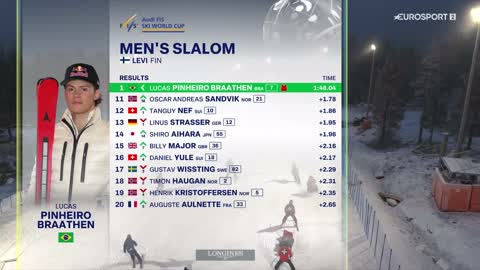 Audi FIS
SKI WORLD CUP
EUROSPORT 2
MEN'S SLALOM
LEVI FIN
RESULTS TIME
1 LUCAS PINHEIRO BRAATHEN BRA 7 1:48.04
11 OSCAR ANDREAS SANDVIK NOR 21 +1.78
12 TANGUY NEF SUI 10 +1.86
13 LINUS STRASSER GER 12 +1.95
14 SHIRO AIHARA JPN 55 +1.96
15 BILLY MAJOR GBR 36 +2.16
16 DANIEL YULE SUI 18 +2.17
17 GUSTAV WISSTING SWE 62 +2.29
18 TIMON HAUGAN NOR 2 +2.31
19 HENRIK KRISTOFFERSEN NOR 5 +2.35
20 AUGUSTE AULNETTE FRA 33 +2.65
LUCAS
PINHEIRO
BRAATHEN
LONGINES